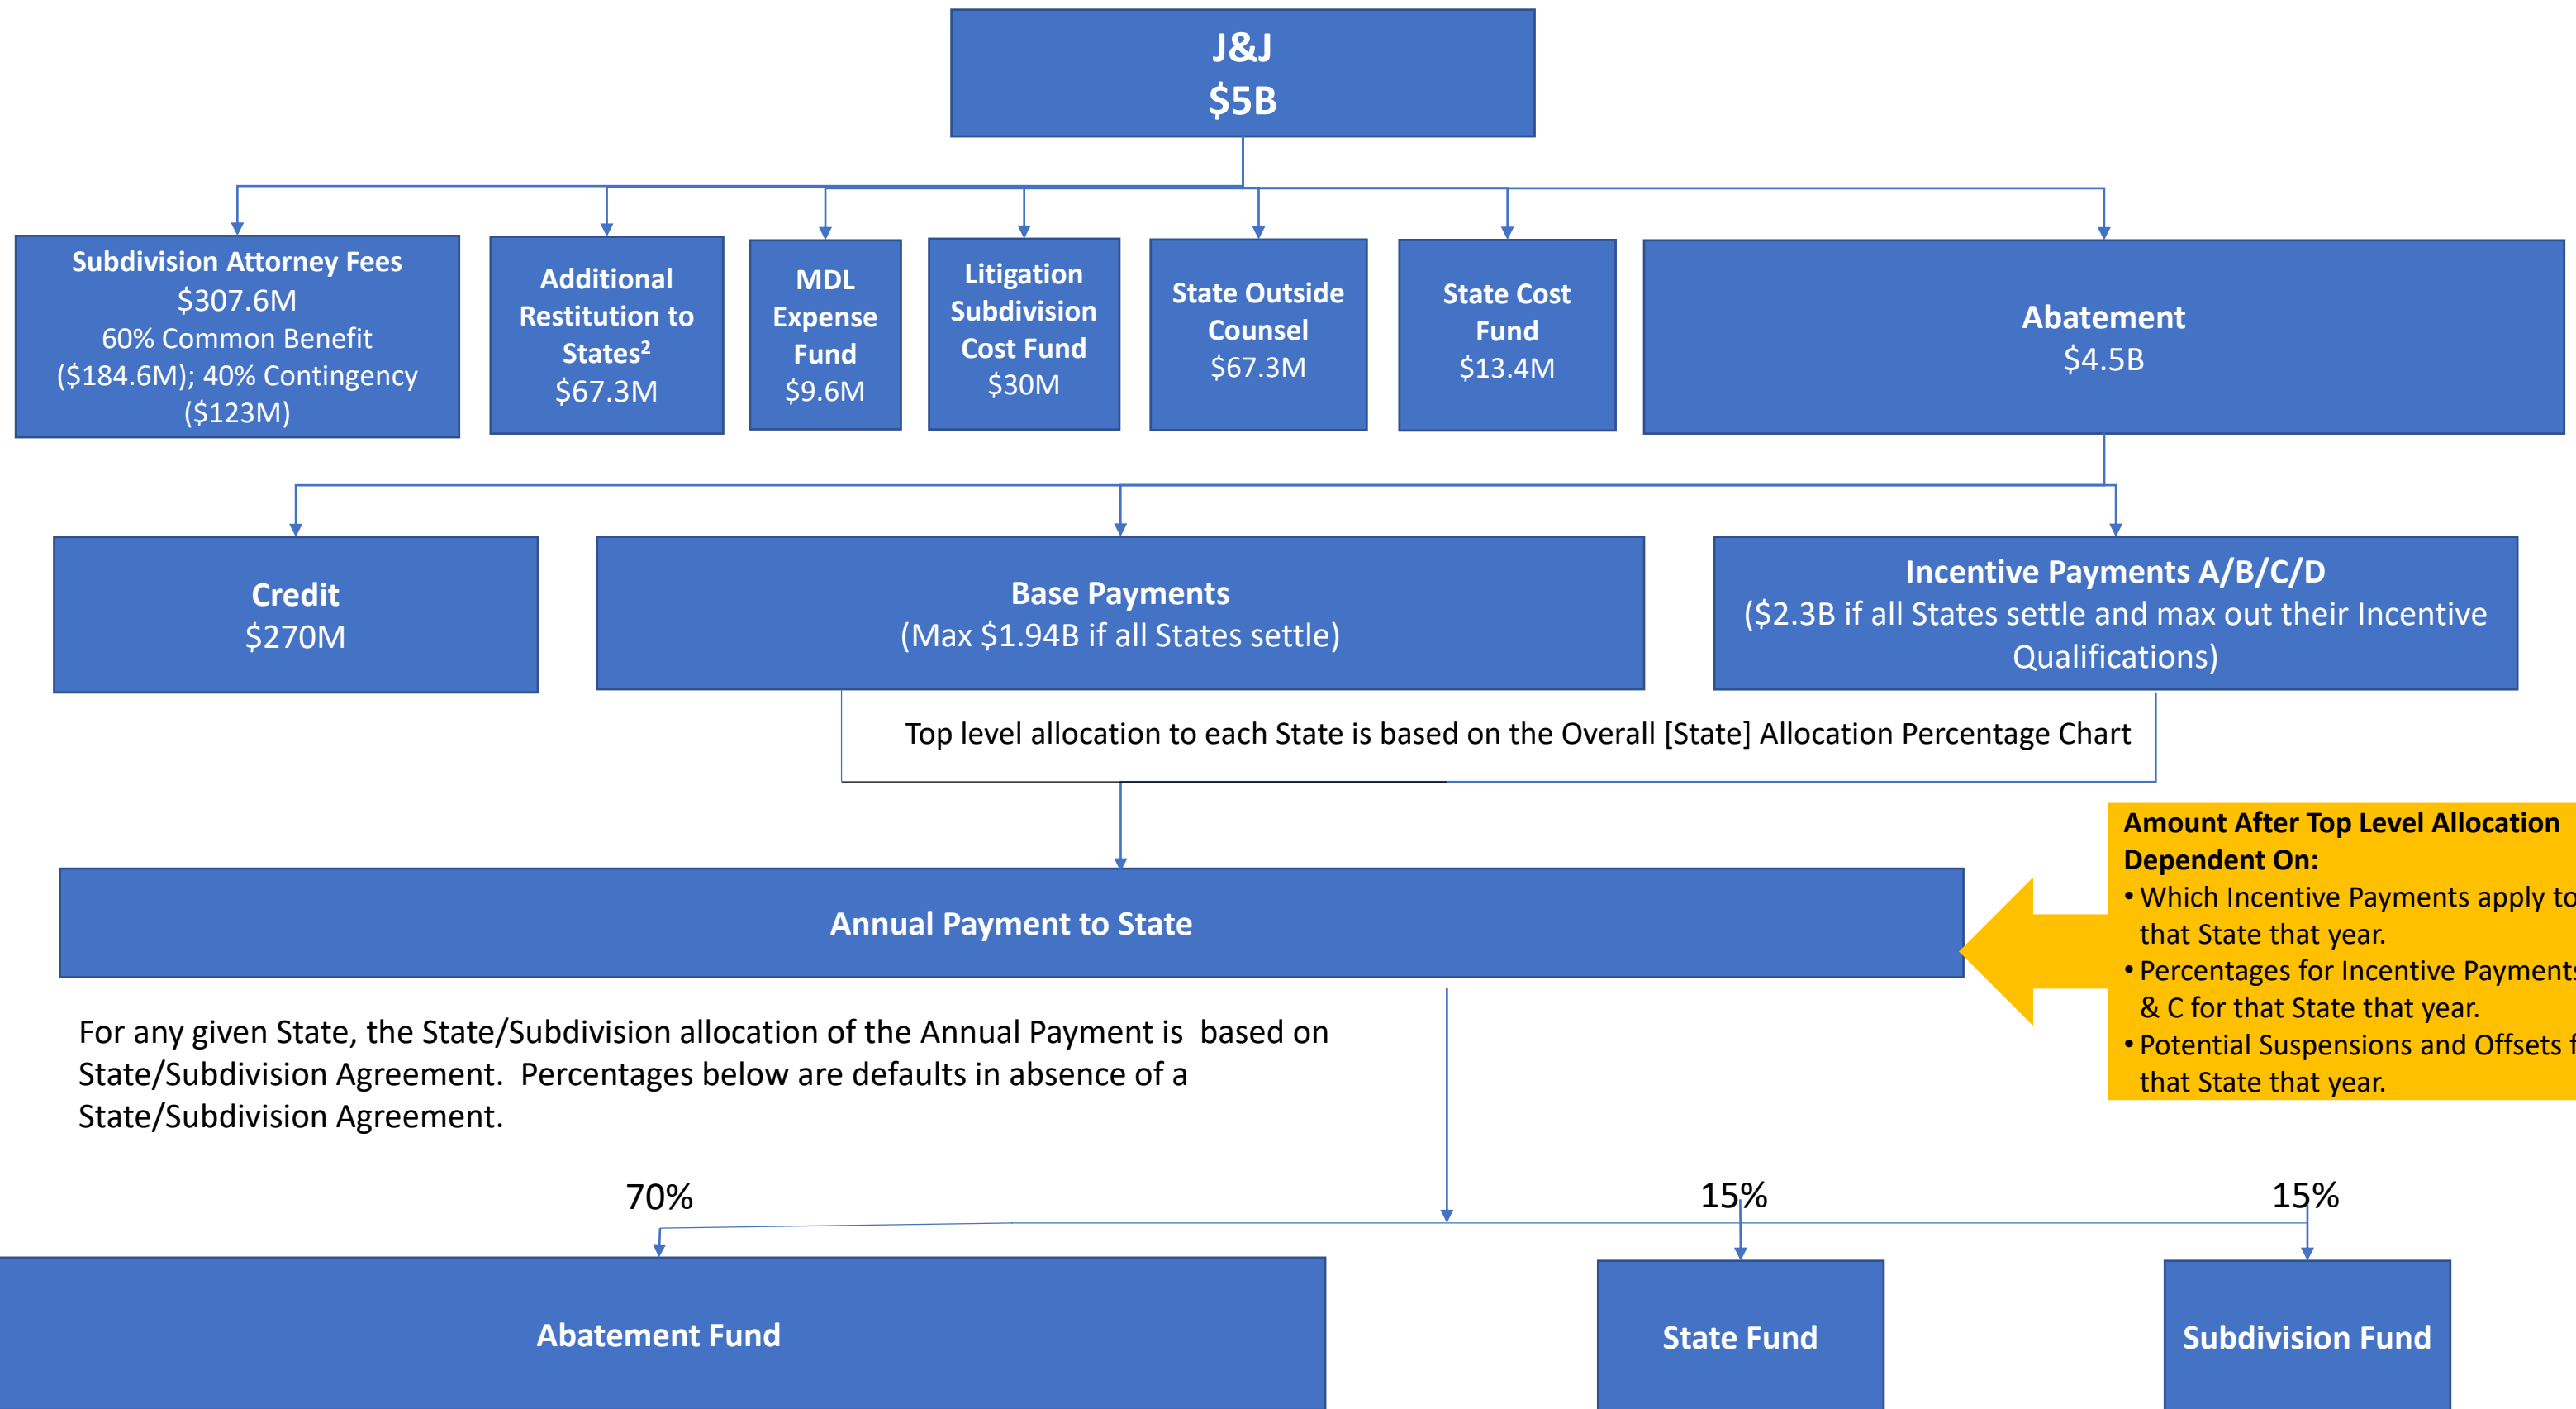 J&J
$5B
Subdivision Attorney Fees
$307.6M
60% Common Benefit
($184.6M); 40% Contingency
($123M)
Additional
Restitution to
States²
$67.3M
MDL
Expense
Fund
$9.6M
Litigation
Subdivision
Cost Fund
$30M
State Outside
Counsel
$67.3M
State Cost
Fund
$13.4M
Abatement
$4.5B
Credit
$270M
Base Payments
(Max $1.94B if all States settle)
Incentive Payments A/B/C/D
($2.3B if all States settle and max out their Incentive
Qualifications)
Top level allocation to each State is based on the Overall [State] Allocation Percentage Chart
Annual Payment to State
Amount After Top Level Allocation
Dependent On:
• Which Incentive Payments apply to
that State that year.
• Percentages for Incentive Payments
& C for that State that year.
• Potential Suspensions and Offsets
that State that year.
For any given State, the State/Subdivision allocation of the Annual Payment is based on
State/Subdivision Agreement. Percentages below are defaults in absence of a
State/Subdivision Agreement.
70%
15%
15%
Abatement Fund
State Fund
Subdivision Fund